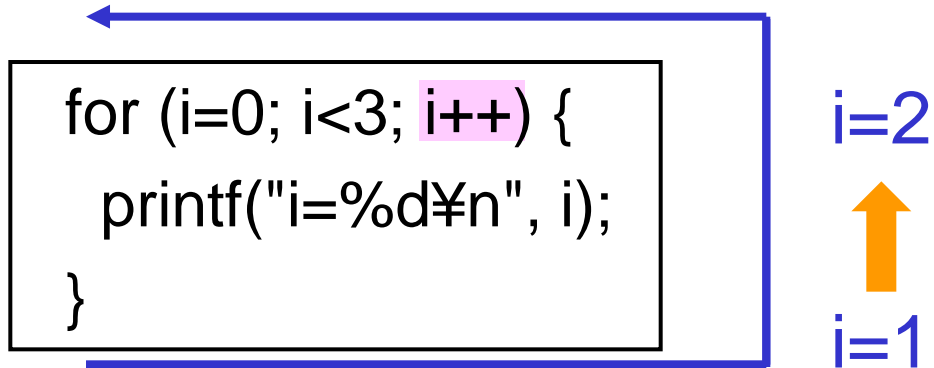 for (i=0; i<3; i++) {
printf("i=%d¥n", i);
}
i=2
i=1